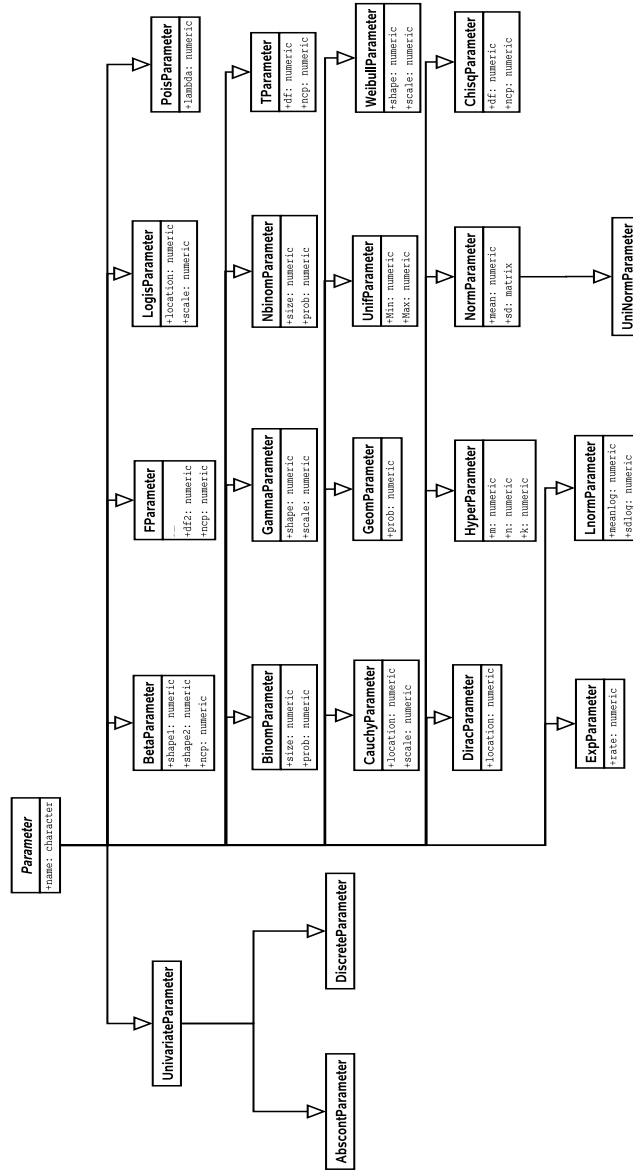 Parameter
+name: character
UnivariateParameter
AbscontParameter
DiscreteParameter
BetaParameter
+shape1: numeric
+shape2: numeric
+ncp: numeric
FParameter
+df2: numeric
+ncp: numeric
LogisParameter
+location: numeric
+scale: numeric
PoisParameter
+lambda: numeric
BinomParameter
+size: numeric
+prob: numeric
GammaParameter
+shape: numeric
+scale: numeric
NbinomParameter
+size: numeric
+prob: numeric
TParameter
+df: numeric
+ncp: numeric
CauchyParameter
+location: numeric
+scale: numeric
GeomParameter
+prob: numeric
UnifParameter
+Min: numeric
+Max: numeric
WeibullParameter
+shape: numeric
+scale: numeric
DiracParameter
+location: numeric
HyperParameter
+m: numeric
+n: numeric
+k: numeric
NormParameter
+mean: numeric
+sd: matrix
ChisqParameter
+df: numeric
+ncp: numeric
ExpParameter
+rate: numeric
LnormParameter
+meanlog: numeric
+sdlog: numeric
UniNormParameter